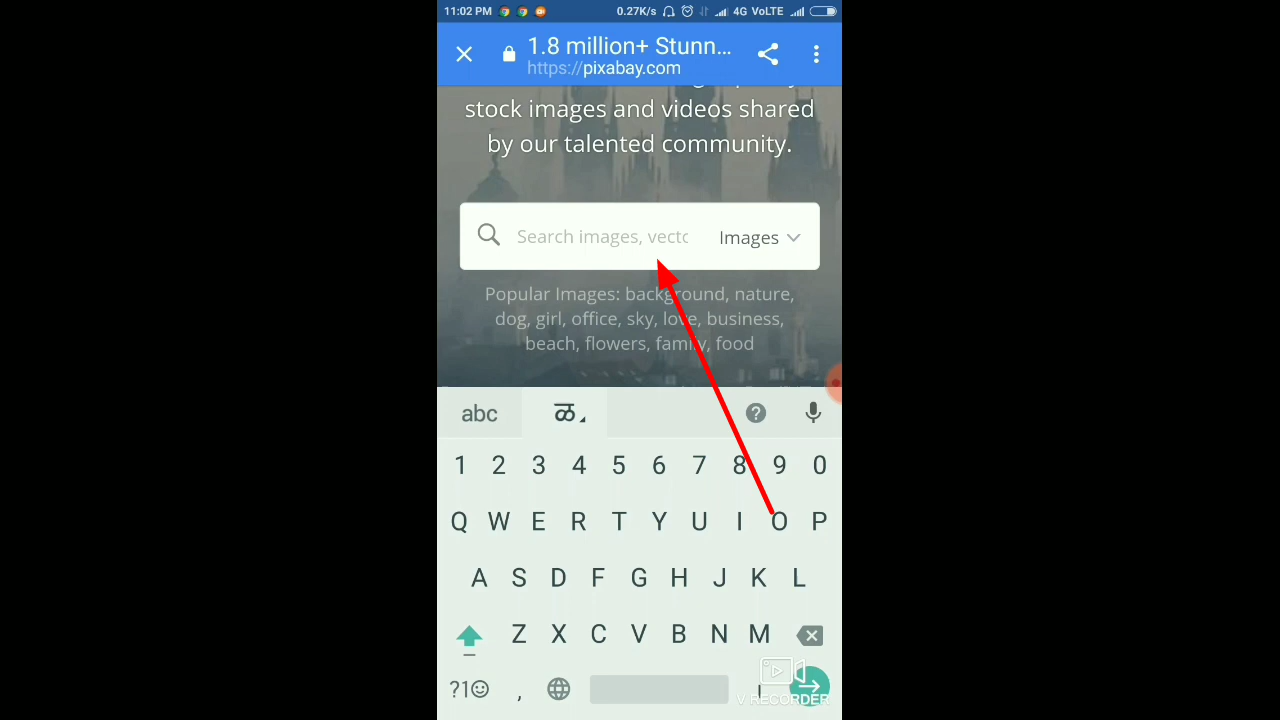 11:02 PM 0.27K/s 4G VoLTE
1.8 million+ Stunn...
https://pixabay.com
stock images and videos shared
by our talented community.
Search images, vecto Images
Popular Images: background, nature,
dog, girl, office, sky, love, business,
beach, flowers, family, food
abc ळ
1 2 3 4 5 6 7 8 9 0
Q W E R T Y U I O P
A S D F G H J K L
Z X C V B N M
?1☺ ,
V RECORDER